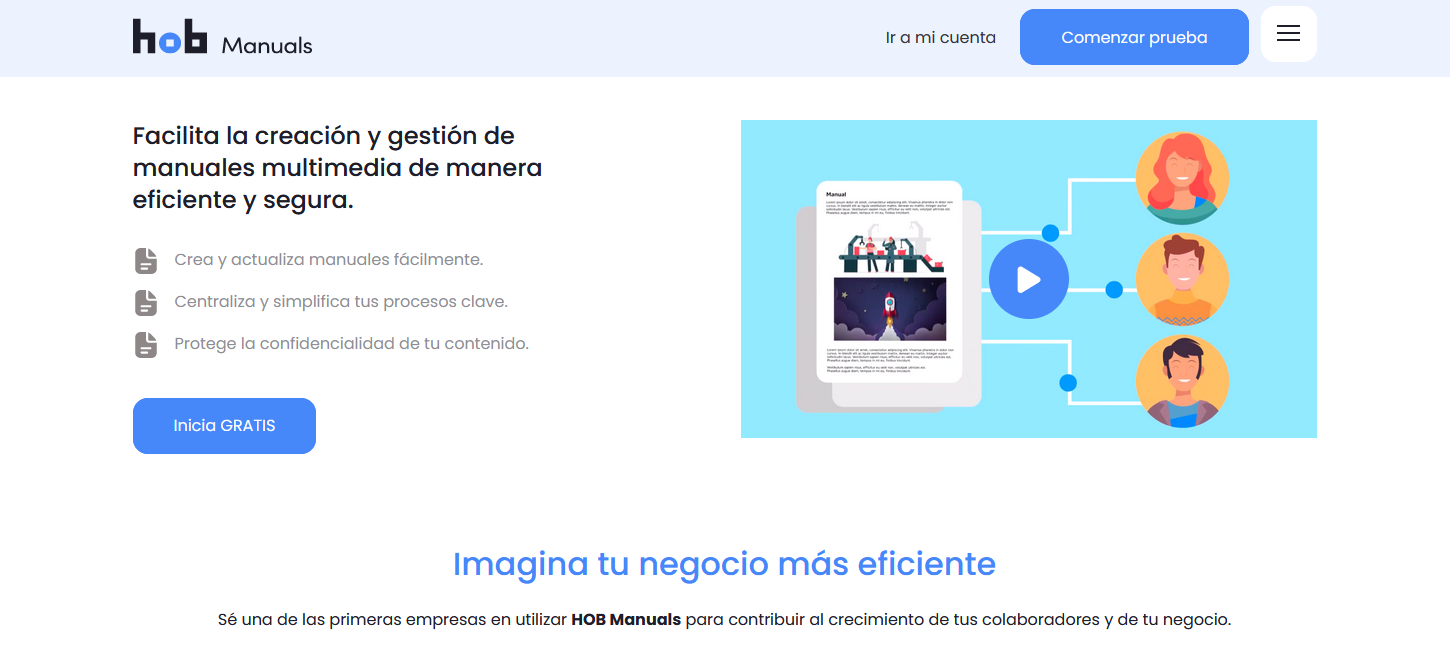 hob Manuals
Ir a mi cuenta
Comenzar prueba
Facilita la creación y gestión de
manuales multimedia de manera
eficiente y segura.
Crea y actualiza manuales fácilmente.
Centraliza y simplifica tus procesos clave.
Protege la confidencialidad de tu contenido.
Inicia GRATIS
Manual
Imagina tu negocio más eficiente
Sé una de las primeras empresas en utilizar HOB Manuals para contribuir al crecimiento de tus colaboradores y de tu negocio.